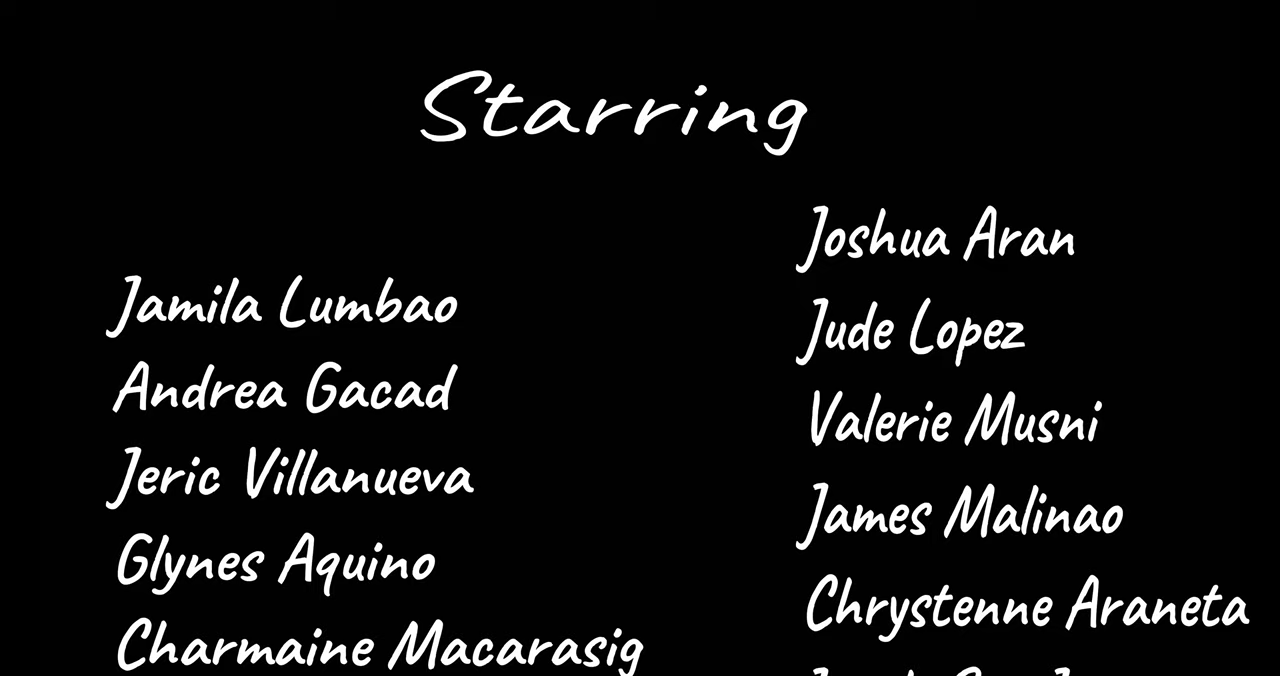 Starring
Jamila Lumbao
Andrea Gacad
Jeric Villanueva
Glynes Aquino
Charmaine Macarasig
Joshua Aran
Jude Lopez
Valerie Musni
James Malinao
Chrystenne Araneta